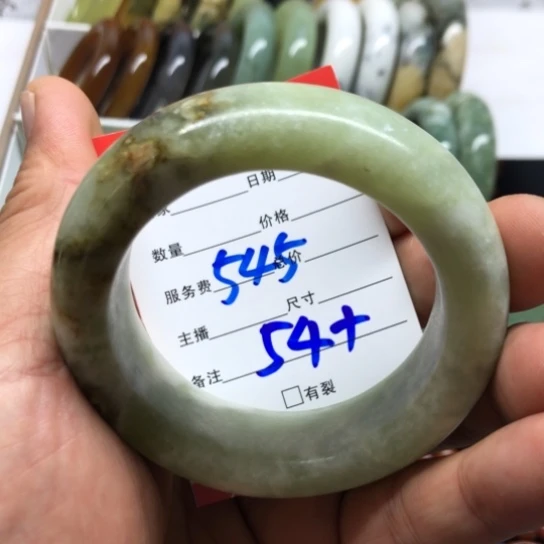 日期
数量 价格
服务费 545 总价
主播 尺寸
备注 54+
有裂